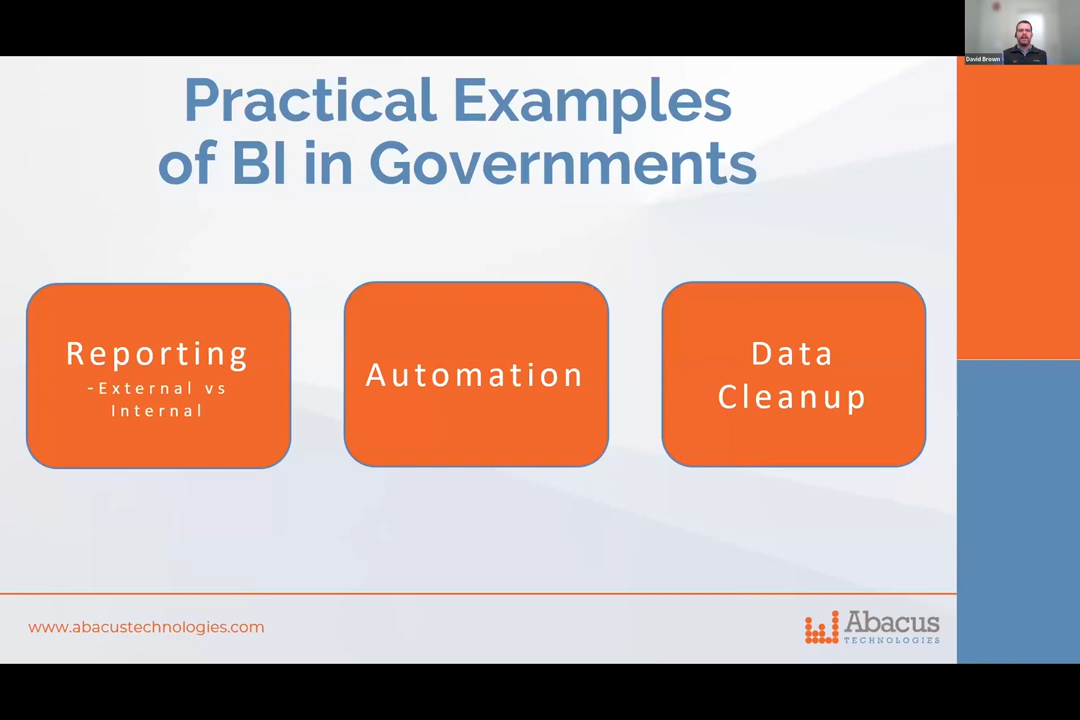 David Brown
Practical Examples
of BI in Governments
Reporting
-External vs
Internal
Automation
Data
Cleanup
www.abacustechnologies.com
Abacus
TECHNOLOGIES